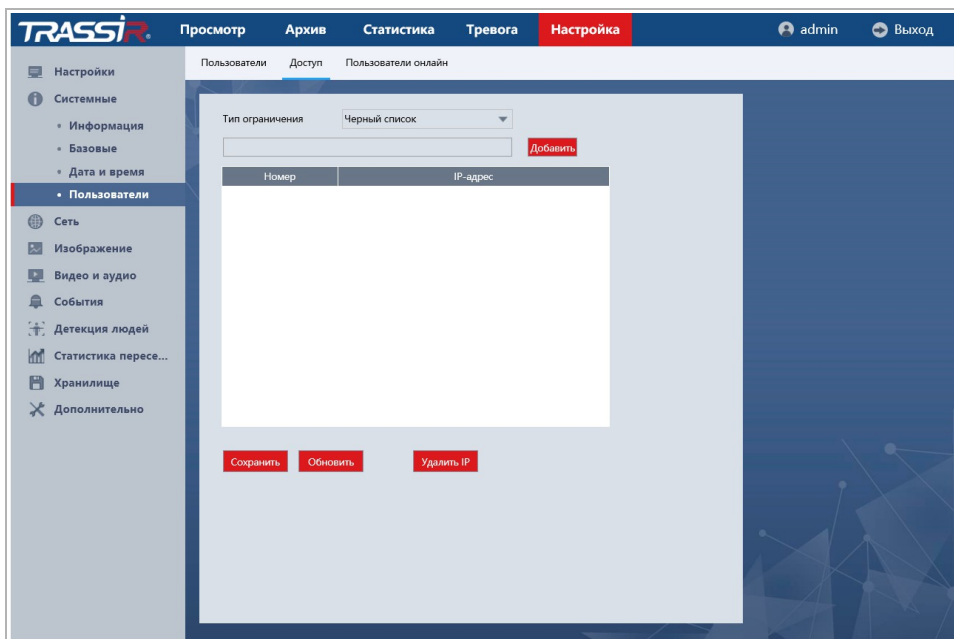 TRASSIR®
Просмотр Архив Статистика Тревога Настройка admin Выход
Пользователи Доступ Пользователи онлайн
Настройки
Системные
Информация
Базовые
Дата и время
Пользователи
Сеть
Изображение
Видео и аудио
События
Детекция людей
Статистика пересе...
Хранилище
Дополнительно
Тип ограничения Черный список
Добавить
Номер IP-адрес
Сохранить Обновить Удалить IP